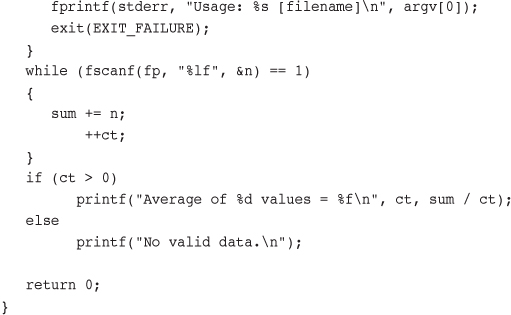 fprintf(stderr, "Usage: %s [filename]\n", argv[0]);
exit(EXIT_FAILURE);
}
while (fscanf(fp, "%lf", &n) == 1)
{
sum += n;
++ct;
}
if (ct > 0)
printf("Average of %d values = %f\n", ct, sum / ct);
else
printf("No valid data.\n");
return 0;
}